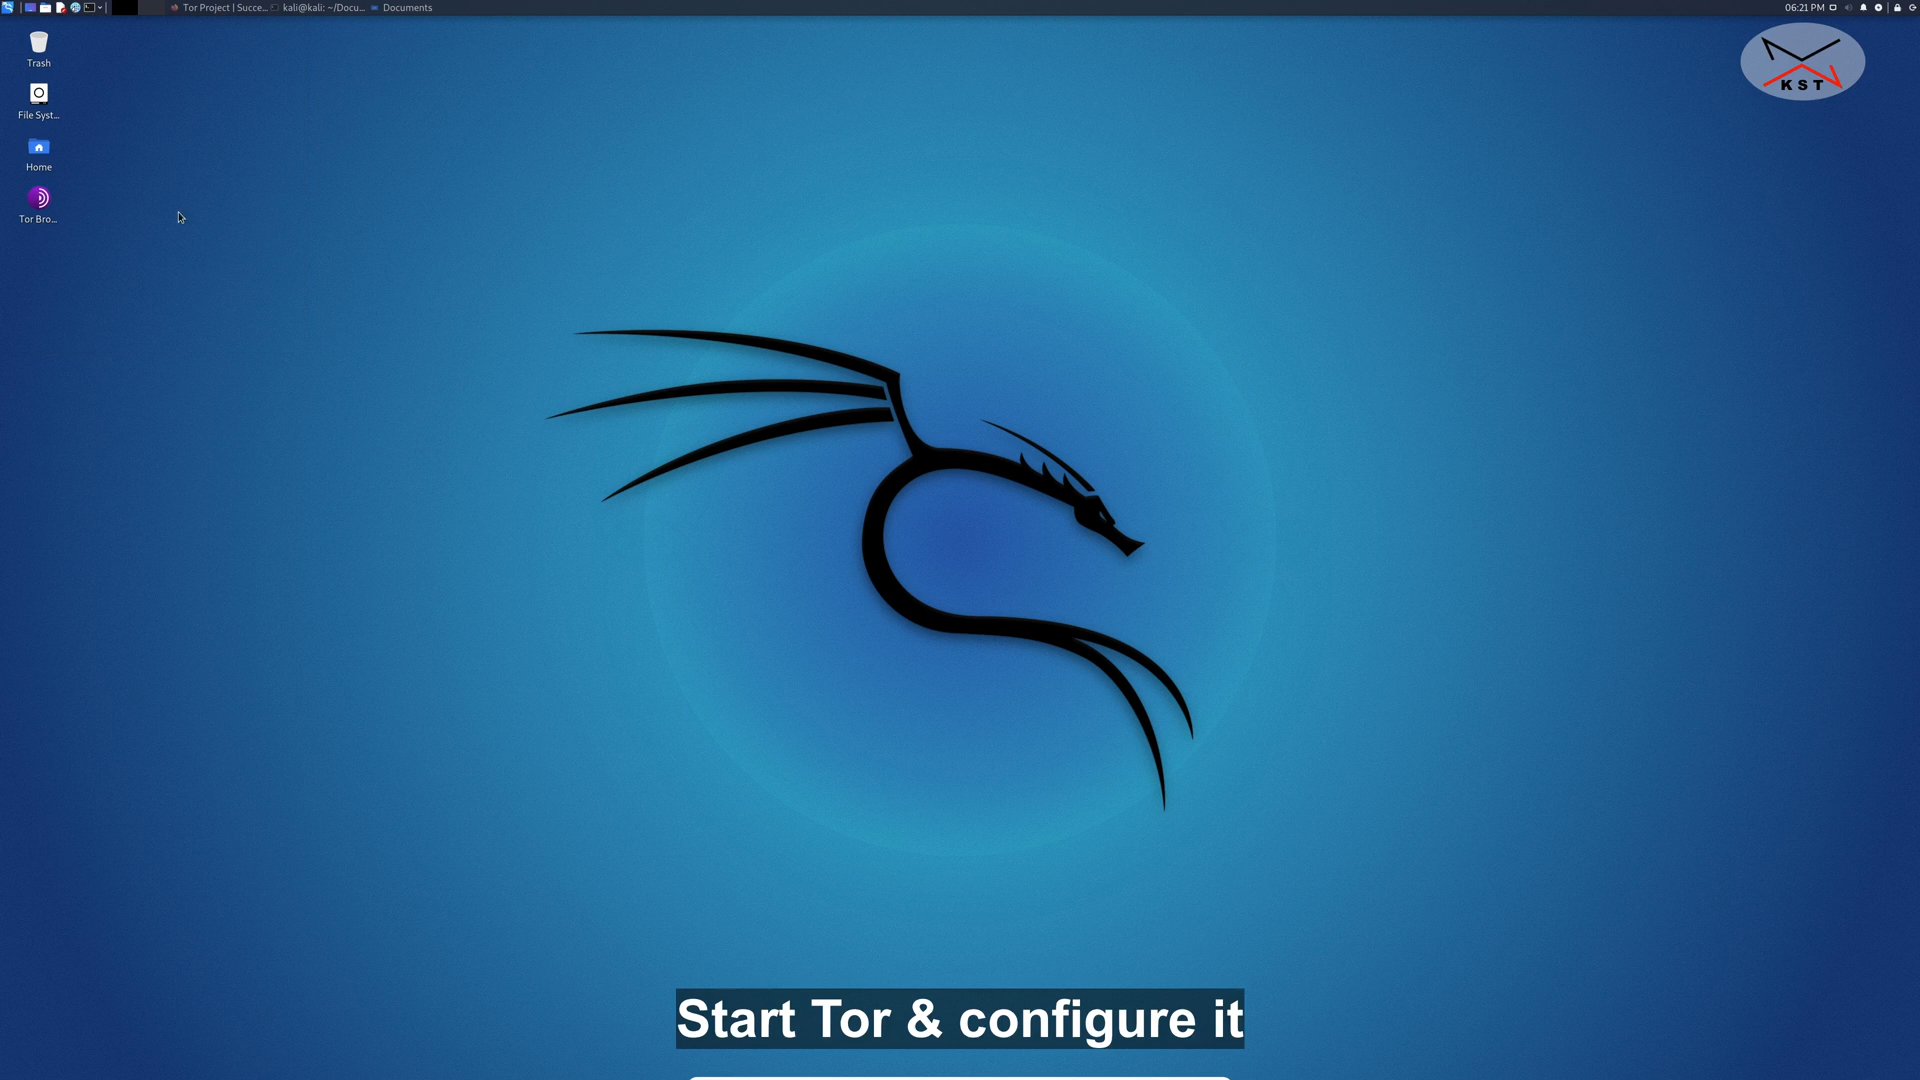 Tor Project | Succe...
kali@kali: ~/Docu...
Documents
06:21 PM
Trash
File Syst...
Home
Tor Bro...
KST
Start Tor & configure it